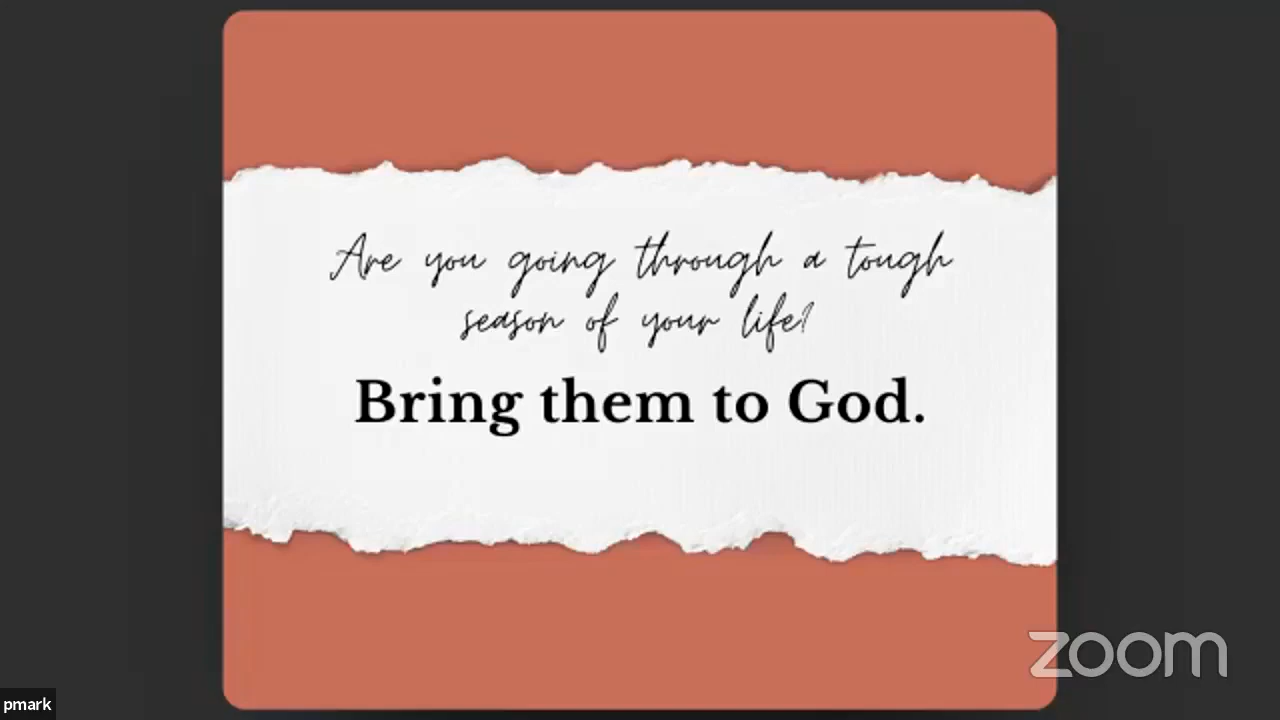 Are you going through a tough
season of your life?
Bring them to God.
zoom
pmark